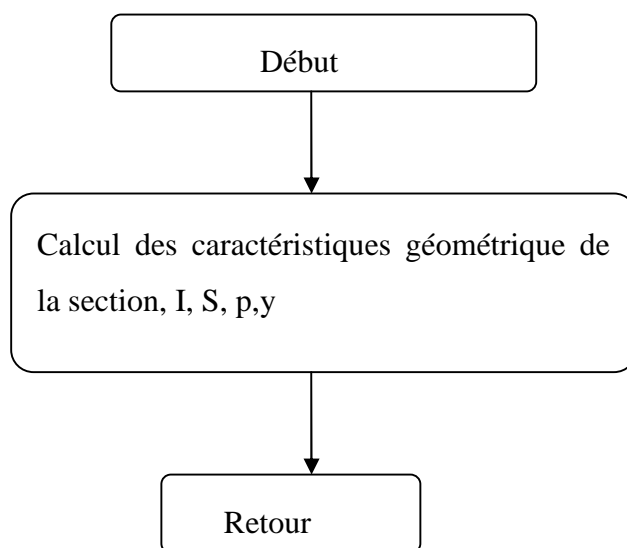 Début
Calcul des caractéristiques géométrique de
la section, I, S, p,y
Retour